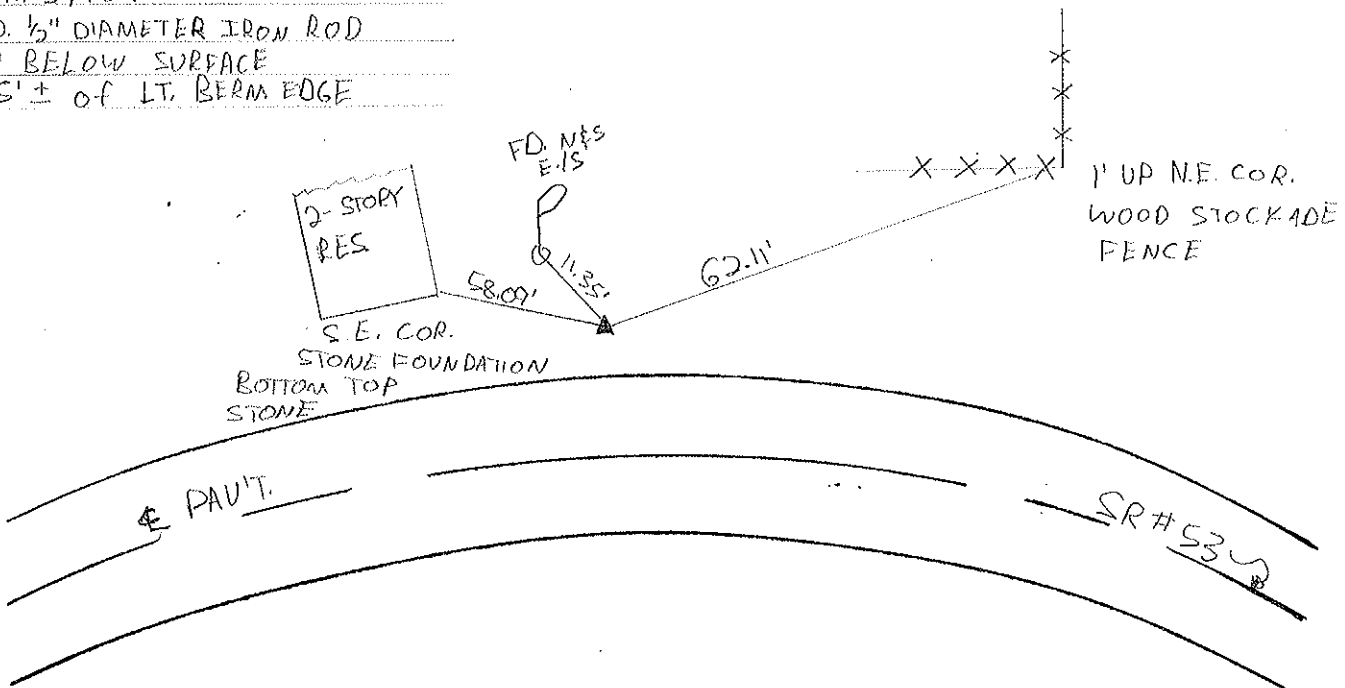 ½" DIAMETER IRON ROD
BELOW SURFACE
5' ± of LT. BERM EDGE
FD. N&S
E./S
2-STORY
RES.
58.09'
11.35'
62.11'
1' UP N.E. COR.
WOOD STOCKADE
FENCE
S.E. COR.
STONE FOUNDATION
BOTTOM TOP
STONE
℄ PAV'T.
SR #53